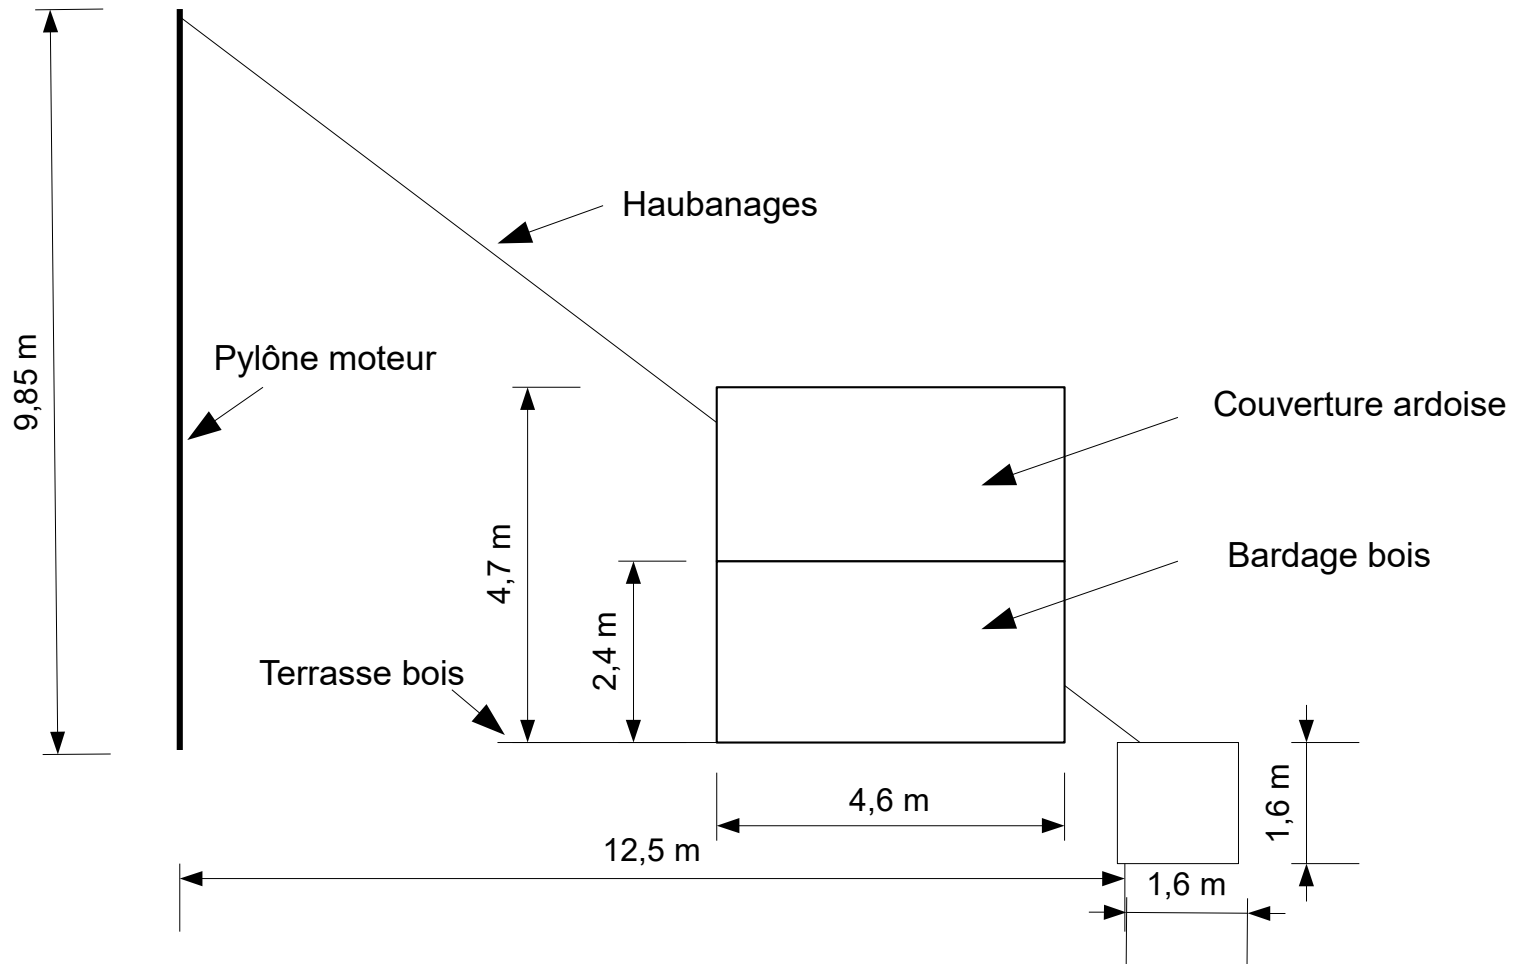 Haubanages
Pylône moteur
9,85 m
Couverture ardoise
4,7 m
Bardage bois
2,4 m
Terrasse bois
4,6 m
1,6 m
12,5 m
1,6 m